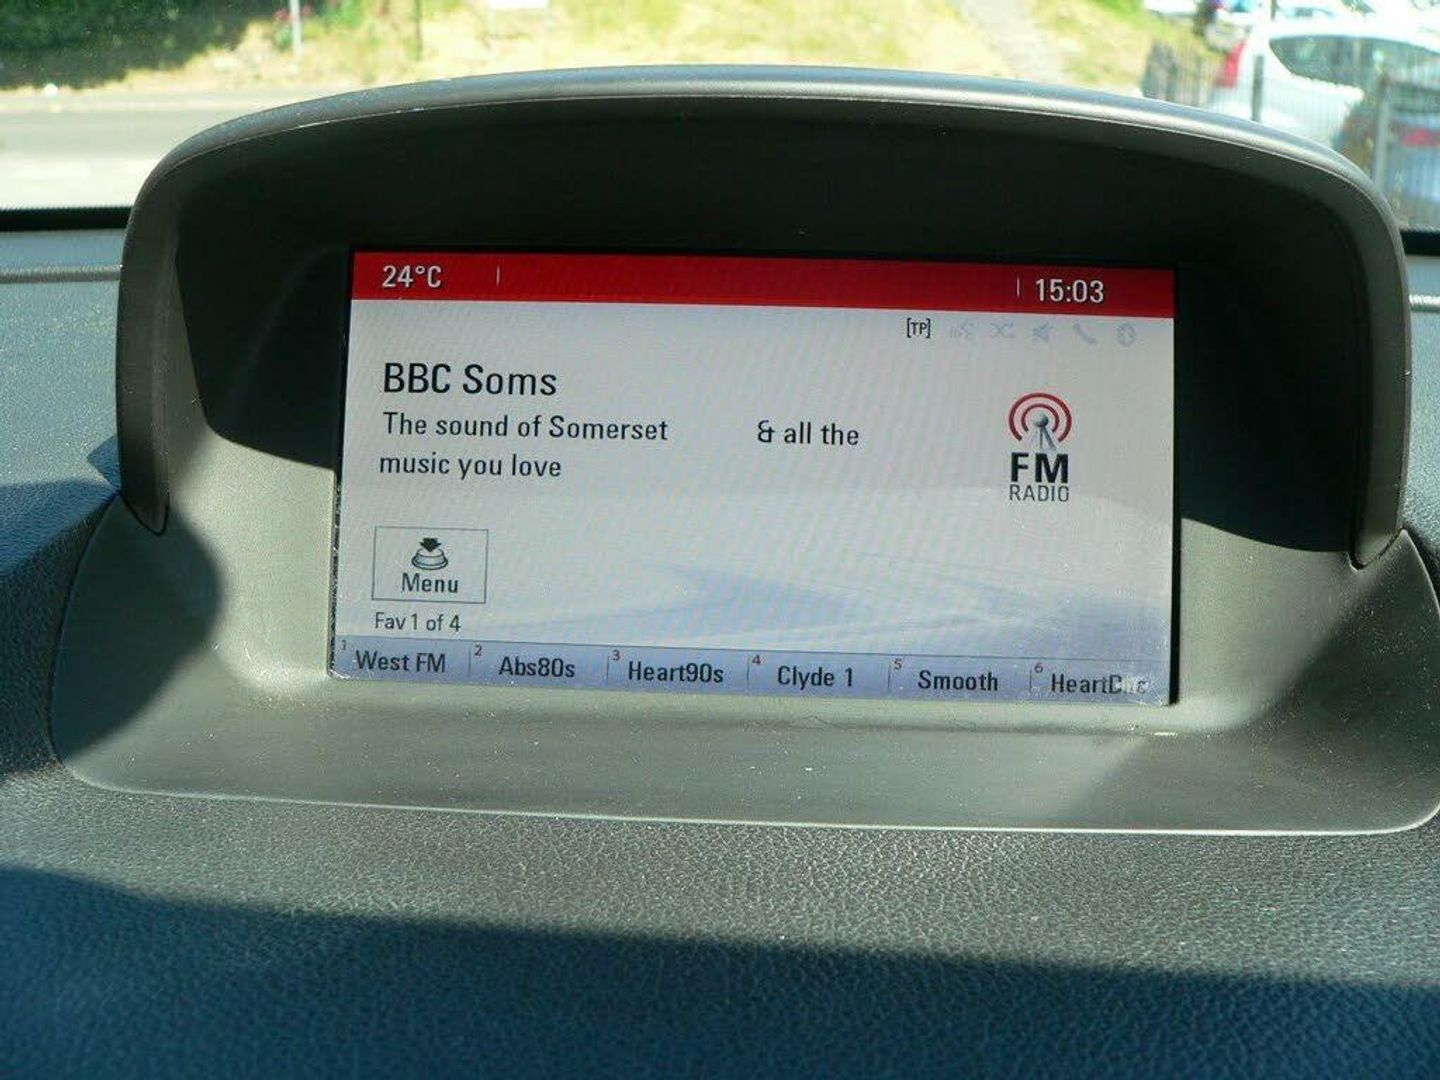 24°C 15:03
[TP]
BBC Soms
The sound of Somerset & all the
music you love
FM
RADIO
Menu
Fav 1 of 4
1 West FM 2 Abs80s 3 Heart90s 4 Clyde 1 5 Smooth 6